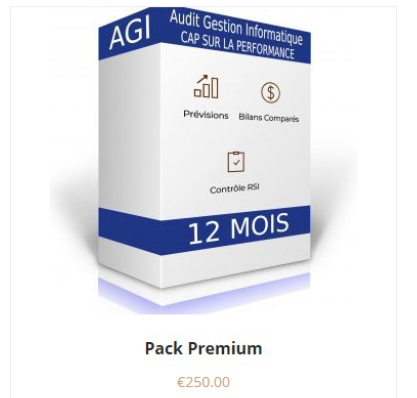 AGI
Audit Gestion Informatique
CAP SUR LA PERFORMANCE
$
Prévisions
Bilans Comparés
Contrôle RSI
12 MOIS
Pack Premium
€250.00